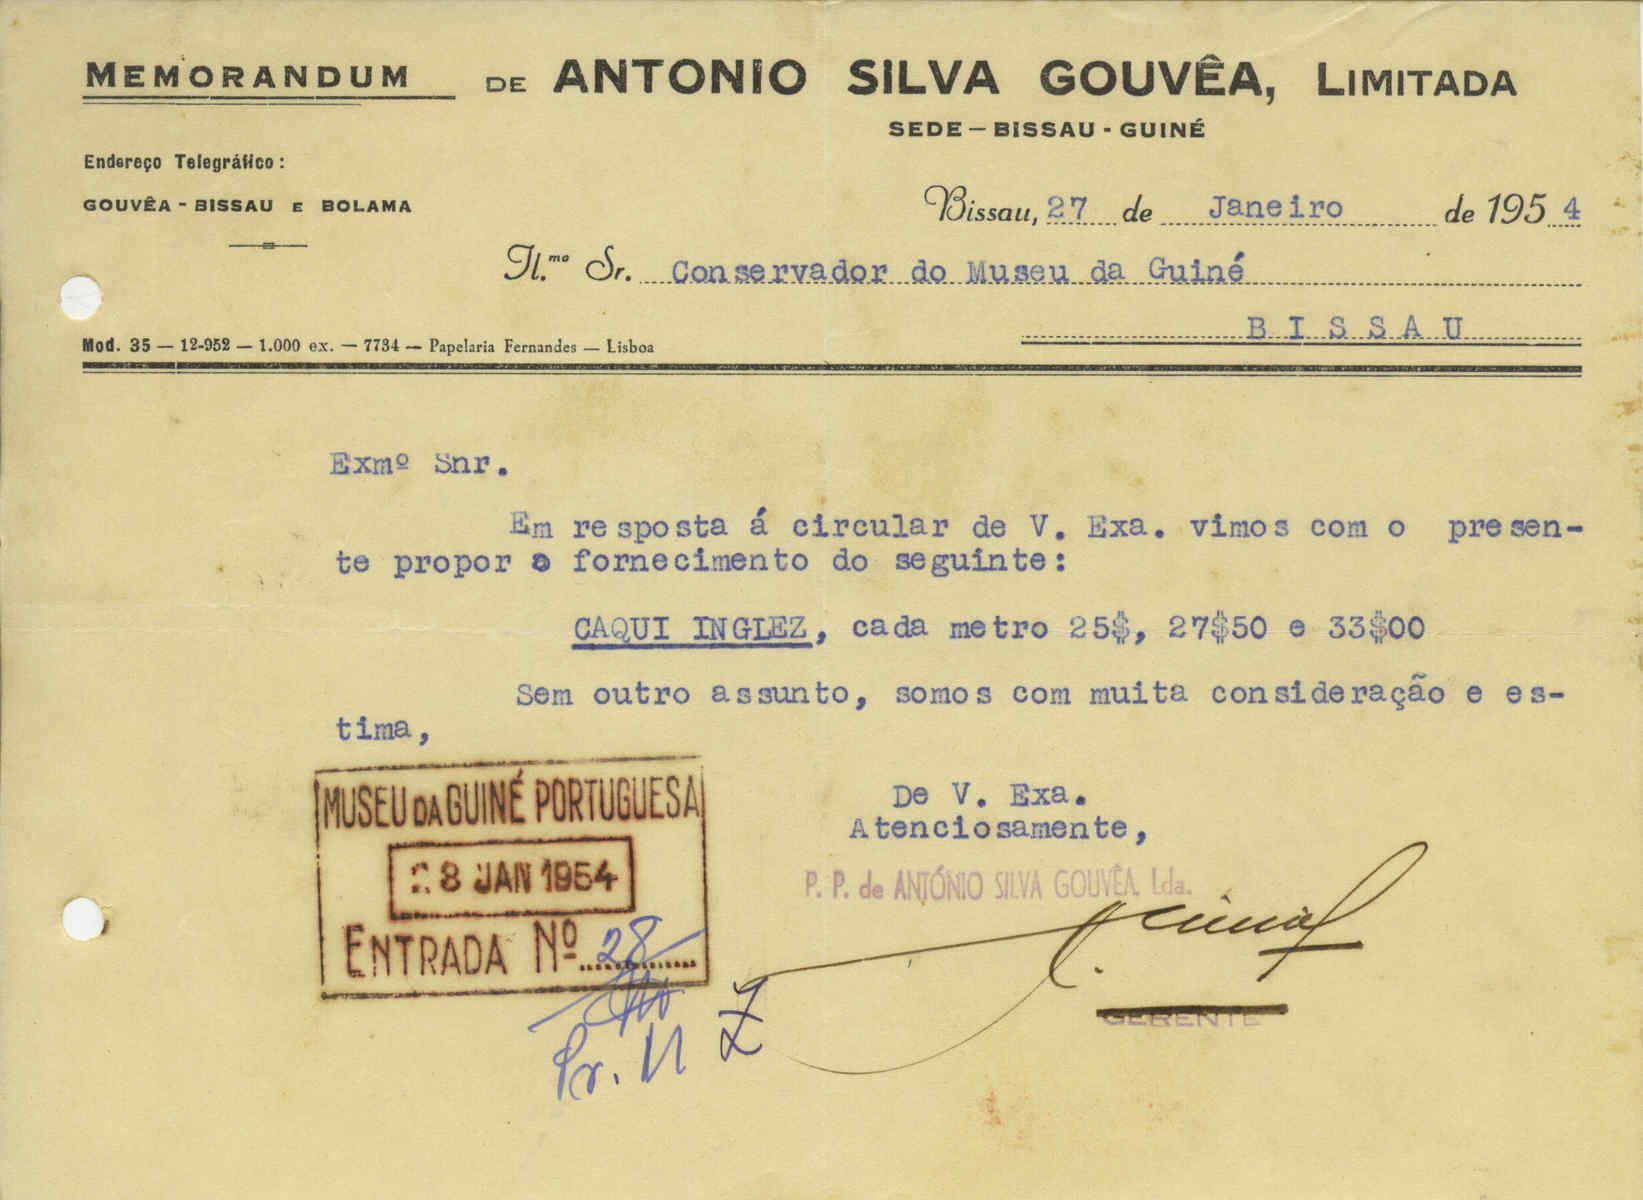 MEMORANDUM DE ANTONIO SILVA GOUVÊA, LIMITADA
SEDE – BISSAU - GUINÉ
Endereço Telegráfico:
GOUVÊA - BISSAU E BOLAMA
Bissau, 27 de Janeiro de 1954
Il.mo Sr. Conservador do Museu da Guiné
BISSAU
Mod. 35 — 12-952 — 1.000 ex. — 7734 — Papelaria Fernandes — Lisboa
Exmº Snr.
Em resposta á circular de V. Exa. vimos com o presen-
te propor o fornecimento do seguinte:
CAQUI INGLEZ, cada metro 25$, 27$50 e 33$00
Sem outro assunto, somos com muita consideração e es-
tima,
De V. Exa.
Atenciosamente,
P. P. de ANTÓNIO SILVA GOUVÊA, Lda.
GERENTE
MUSEU DA GUINÉ PORTUGUESA
28 JAN 1954
ENTRADA Nº 28
Pr. N